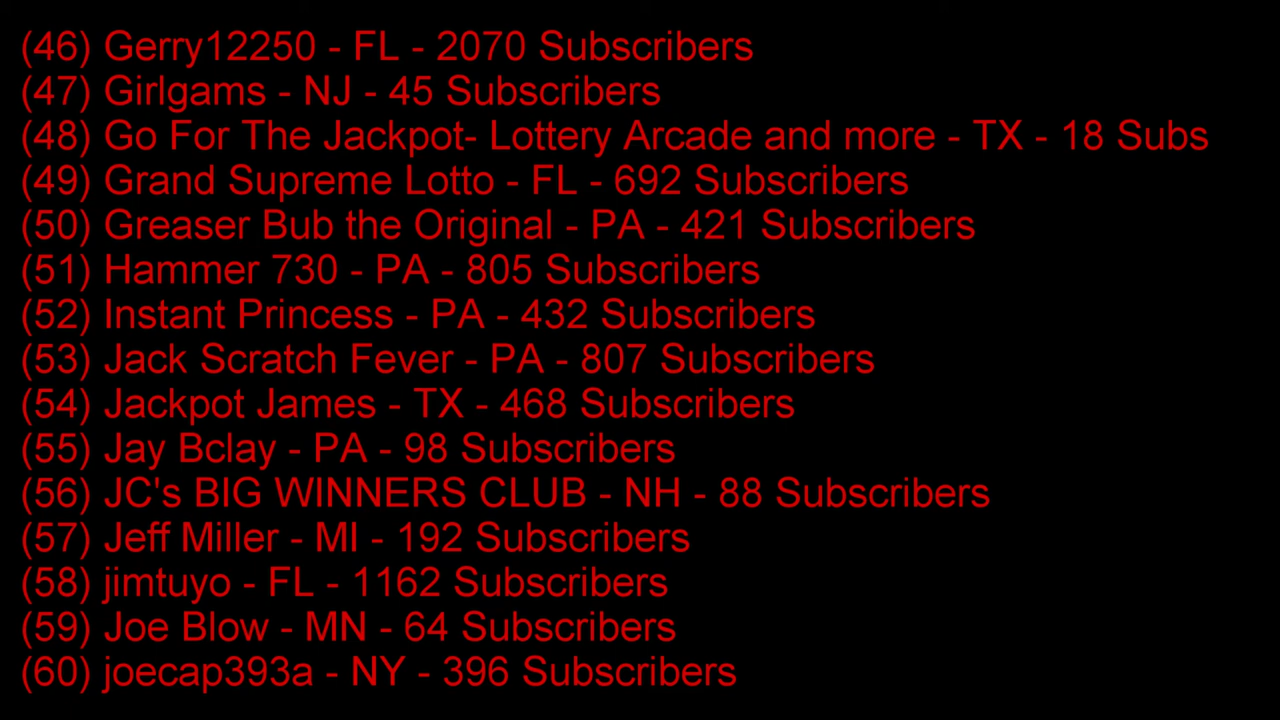 (46) Gerry12250 - FL - 2070 Subscribers
(47) Girlgams - NJ - 45 Subscribers
(48) Go For The Jackpot- Lottery Arcade and more - TX - 18 Subs
(49) Grand Supreme Lotto - FL - 692 Subscribers
(50) Greaser Bub the Original - PA - 421 Subscribers
(51) Hammer 730 - PA - 805 Subscribers
(52) Instant Princess - PA - 432 Subscribers
(53) Jack Scratch Fever - PA - 807 Subscribers
(54) Jackpot James - TX - 468 Subscribers
(55) Jay Bclay - PA - 98 Subscribers
(56) JC's BIG WINNERS CLUB - NH - 88 Subscribers
(57) Jeff Miller - MI - 192 Subscribers
(58) jimtuyo - FL - 1162 Subscribers
(59) Joe Blow - MN - 64 Subscribers
(60) joecap393a - NY - 396 Subscribers